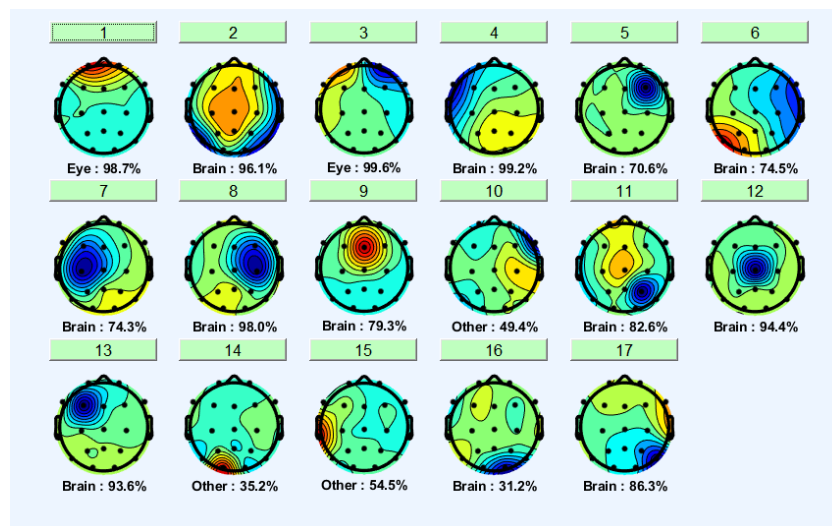 1 2 3 4 5 6
Eye : 98.7% Brain : 96.1% Eye : 99.6% Brain : 99.2% Brain : 70.6% Brain : 74.5%
7 8 9 10 11 12
Brain : 74.3% Brain : 98.0% Brain : 79.3% Other : 49.4% Brain : 82.6% Brain : 94.4%
13 14 15 16 17
Brain : 93.6% Other : 35.2% Other : 54.5% Brain : 31.2% Brain : 86.3%